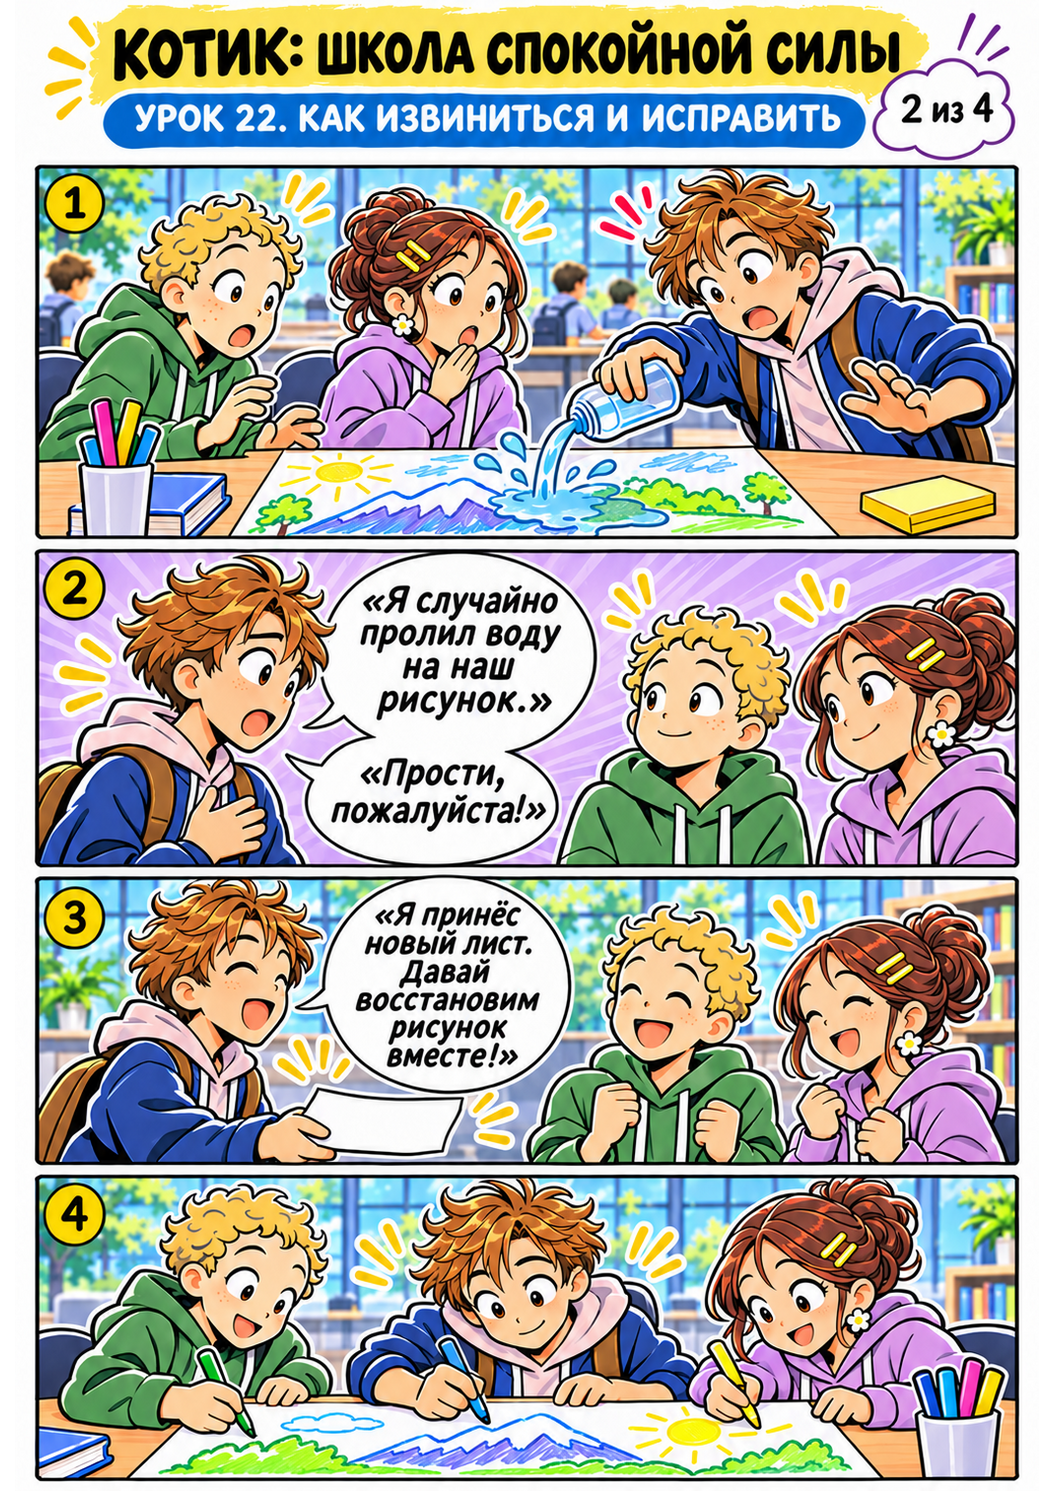 КОТИК: ШКОЛА СПОКОЙНОЙ СИЛЫ
УРОК 22. КАК ИЗВИНИТЬСЯ И ИСПРАВИТЬ
2 из 4
1
2
«Я случайно
пролил воду
на наш
рисунок.»
«Прости,
пожалуйста!»
3
«Я принёс
новый лист.
Давай
восстановим
рисунок
вместе!»
4